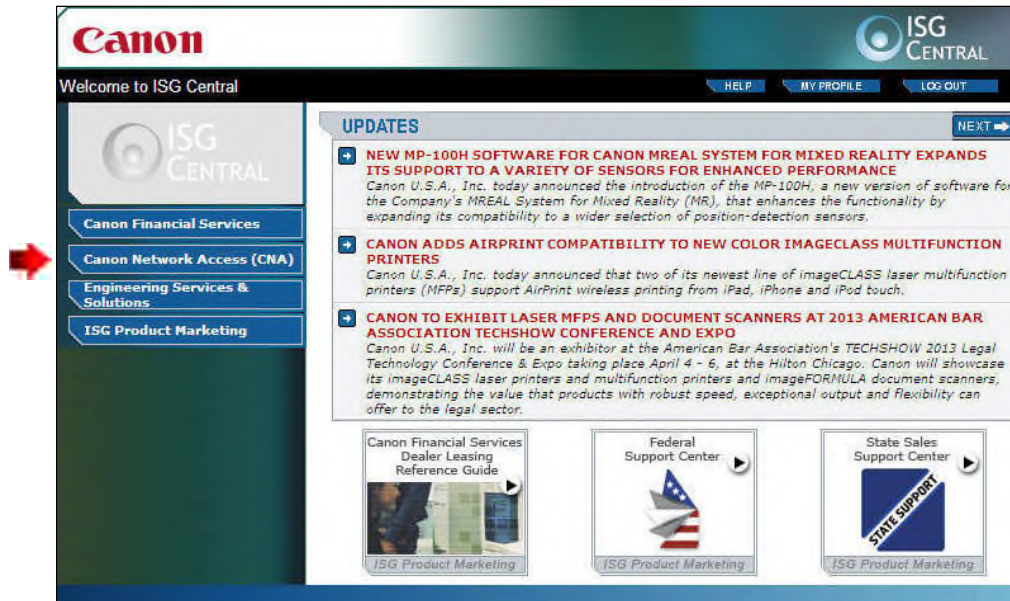 Canon
ISG
CENTRAL
Welcome to ISG Central
HELP
MY PROFILE
LOG OUT
ISG
CENTRAL
Canon Financial Services
Canon Network Access (CNA)
Engineering Services &
Solutions
ISG Product Marketing
UPDATES
NEXT
NEW MP-100H SOFTWARE FOR CANON MREAL SYSTEM FOR MIXED REALITY EXPANDS
ITS SUPPORT TO A VARIETY OF SENSORS FOR ENHANCED PERFORMANCE
Canon U.S.A., Inc. today announced the introduction of the MP-100H, a new version of software for
the Company's MREAL System for Mixed Reality (MR), that enhances the functionality by
expanding its compatibility to a wider selection of position-detection sensors.
CANON ADDS AIRPRINT COMPATIBILITY TO NEW COLOR IMAGECLASS MULTIFUNCTION
PRINTERS
Canon U.S.A., Inc. today announced that two of its newest line of imageCLASS laser multifunction
printers (MFPs) support AirPrint wireless printing from iPad, iPhone and iPod touch.
CANON TO EXHIBIT LASER MFPS AND DOCUMENT SCANNERS AT 2013 AMERICAN BAR
ASSOCIATION TECHSHOW CONFERENCE AND EXPO
Canon U.S.A., Inc. will be an exhibitor at the American Bar Association's TECHSHOW 2013 Legal
Technology Conference & Expo taking place April 4 - 6, at the Hilton Chicago. Canon will showcase
its imageCLASS laser printers and multifunction printers and imageFORMULA document scanners,
demonstrating the value that products with robust speed, exceptional output and flexibility can
offer to the legal sector.
Canon Financial Services
Dealer Leasing
Reference Guide
ISG Product Marketing
Federal
Support Center
ISG Product Marketing
State Sales
Support Center
STATE SUPPORT
ISG Product Marketing